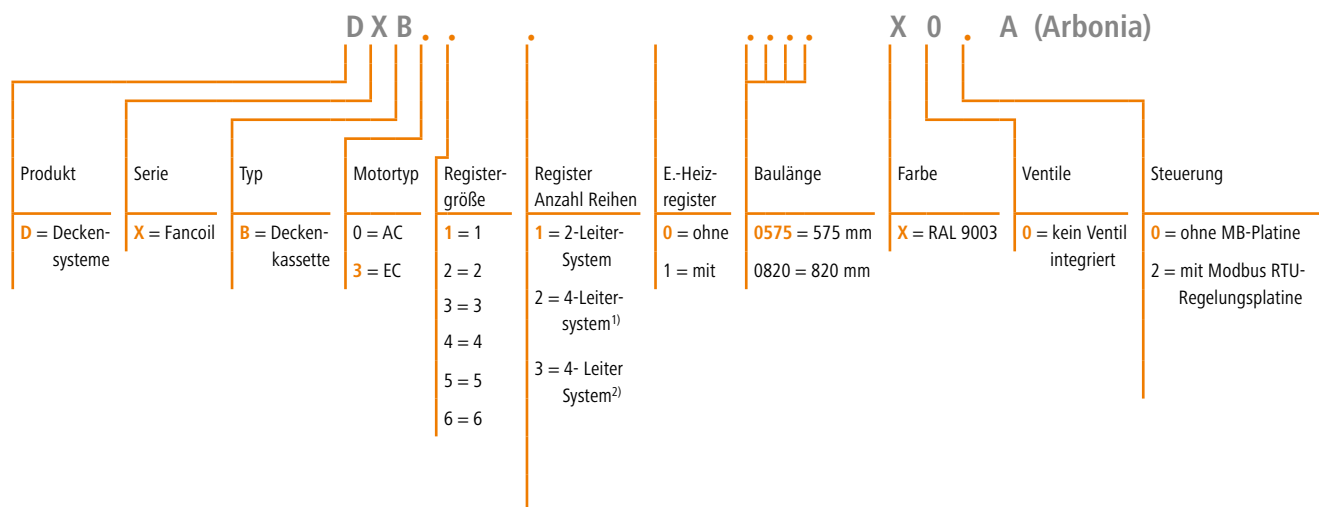 D X B . . . . . . . X 0 . A (Arbonia)
Produkt
D = Decken-
systeme
Serie
X = Fancoil
Typ
B = Decken-
kassette
Motortyp
0 = AC
3 = EC
Register-
größe
1 = 1
2 = 2
3 = 3
4 = 4
5 = 5
6 = 6
Register
Anzahl Reihen
1 = 2-Leiter-
System
2 = 4-Leiter-
system1)
3 = 4- Leiter
System2)
E.-Heiz-
register
0 = ohne
1 = mit
Baulänge
0575 = 575 mm
0820 = 820 mm
Farbe
X = RAL 9003
Ventile
0 = kein Ventil
integriert
Steuerung
0 = ohne MB-Platine
2 = mit Modbus RTU-
Regelungsplatine